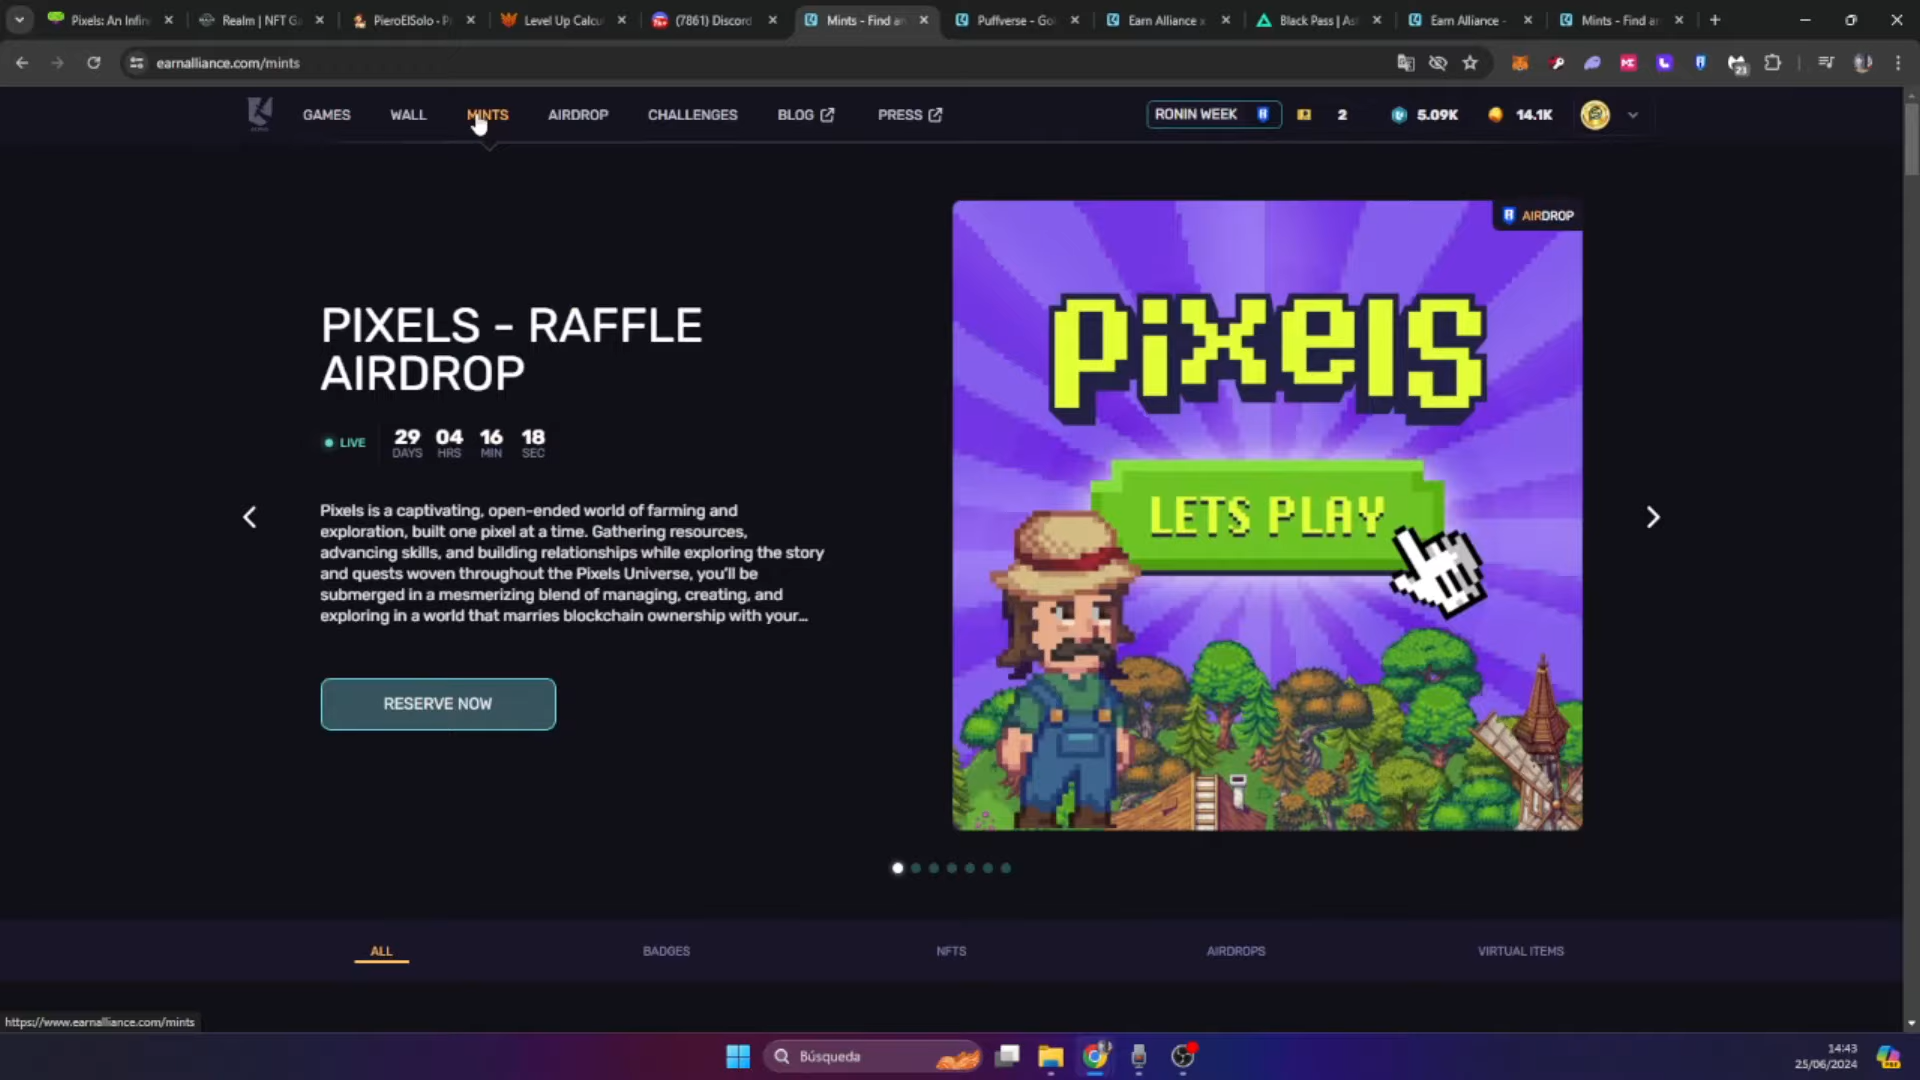 Pixels: An Infin
Realm | NFT Ga
PieroElSolo - P
Level Up Calcu
(7861) Discord
Mints - Find an
Puffverse - Go
Earn Alliance x
Black Pass | As
Earn Alliance -
Mints - Find an
earnalliance.com/mints
23
GAMES
WALL
MINTS
AIRDROP
CHALLENGES
BLOG
PRESS
RONIN WEEK
2
5.09K
14.1K
AIRDROP
PIXELS - RAFFLE
AIRDROP
LIVE
29 04 16 18
DAYS HRS MIN SEC
Pixels is a captivating, open-ended world of farming and
exploration, built one pixel at a time. Gathering resources,
advancing skills, and building relationships while exploring the story
and quests woven throughout the Pixels Universe, you'll be
submerged in a mesmerizing blend of managing, creating, and
exploring in a world that marries blockchain ownership with your...
RESERVE NOW
pixels
LETS PLAY
ALL
BADGES
NFTS
AIRDROPS
VIRTUAL ITEMS
https://www.earnalliance.com/mints
Búsqueda
14:43
25/06/2024